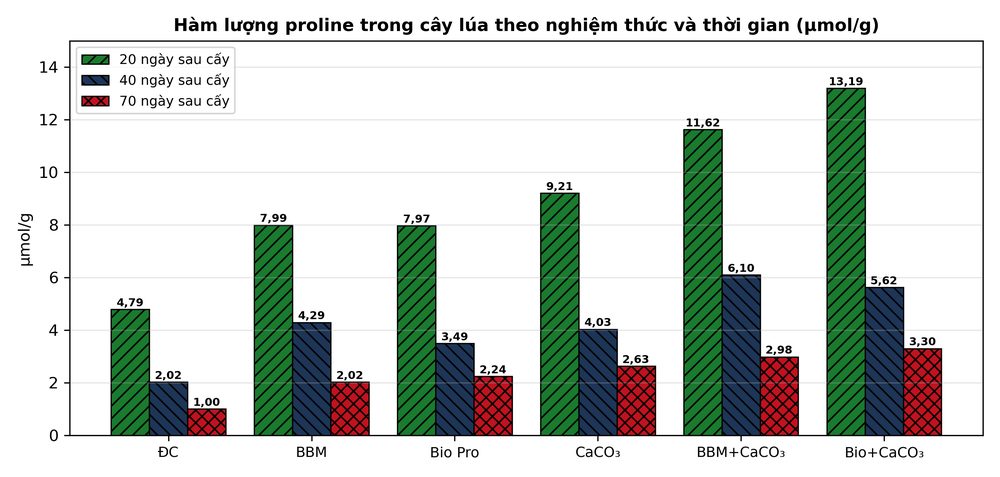 Hàm lượng proline trong cây lúa theo nghiệm thức và thời gian (µmol/g)
20 ngày sau cấy
40 ngày sau cấy
70 ngày sau cấy
µmol/g
14
12
10
8
6
4
2
0
4,79
2,02
1,00
7,99
4,29
2,02
7,97
3,49
2,24
9,21
4,03
2,63
11,62
6,10
2,98
13,19
5,62
3,30
ĐC
BBM
Bio Pro
CaCO₃
BBM+CaCO₃
Bio+CaCO₃